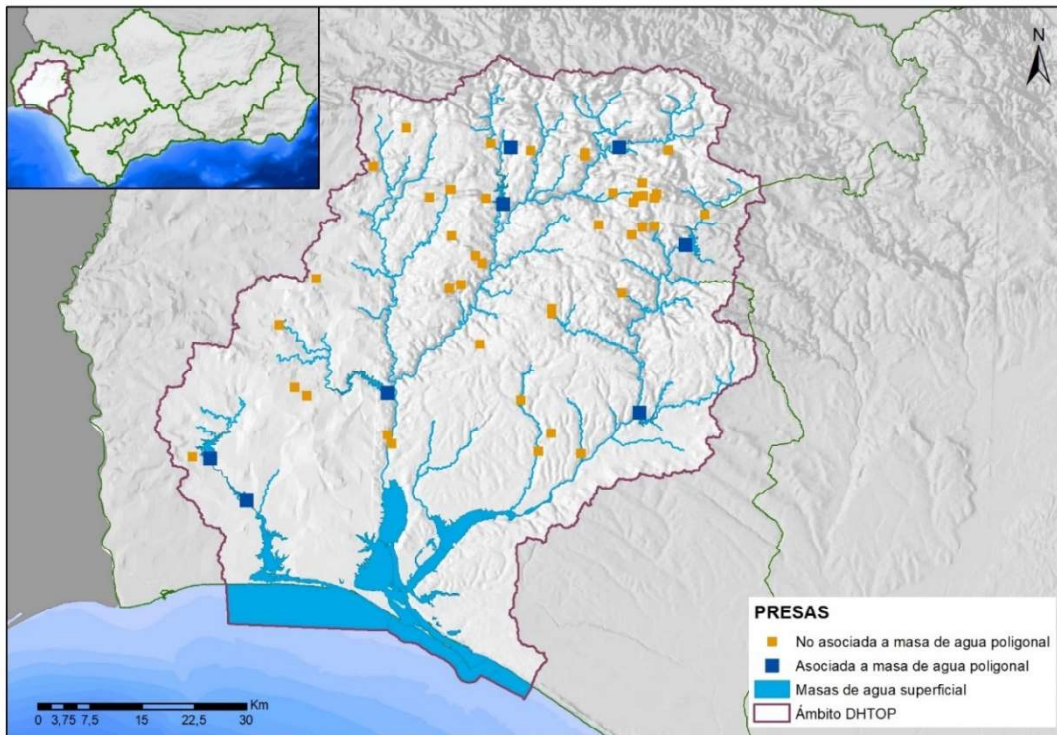 N
PRESAS
No asociada a masa de agua poligonal
Asociada a masa de agua poligonal
Masas de agua superficial
Ámbito DHTOP
Km
0 3,75 7,5 15 22,5 30